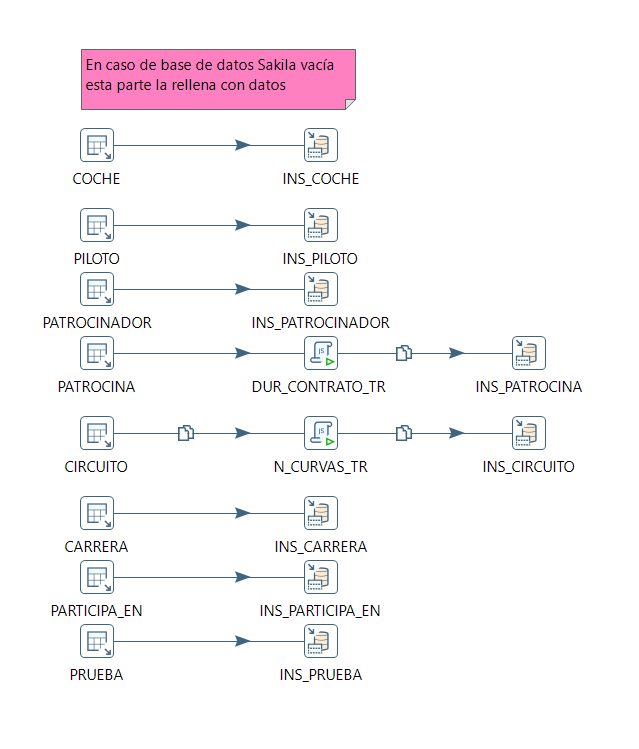 En caso de base de datos Sakila vacía
esta parte la rellena con datos
COCHE
INS_COCHE
PILOTO
INS_PILOTO
PATROCINADOR
INS_PATROCINADOR
PATROCINA
DUR_CONTRATO_TR
INS_PATROCINA
CIRCUITO
N_CURVAS_TR
INS_CIRCUITO
CARRERA
INS_CARRERA
PARTICIPA_EN
INS_PARTICIPA_EN
PRUEBA
INS_PRUEBA